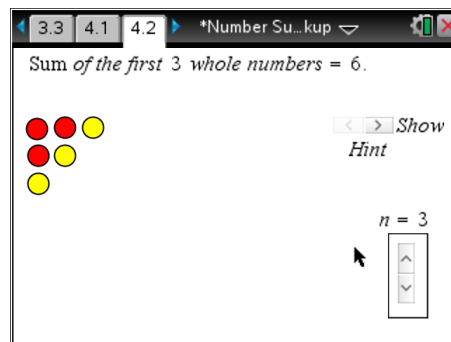 3.3 4.1 4.2 *Number Su...kup
Sum of the first 3 whole numbers = 6.
Show
Hint
n = 3